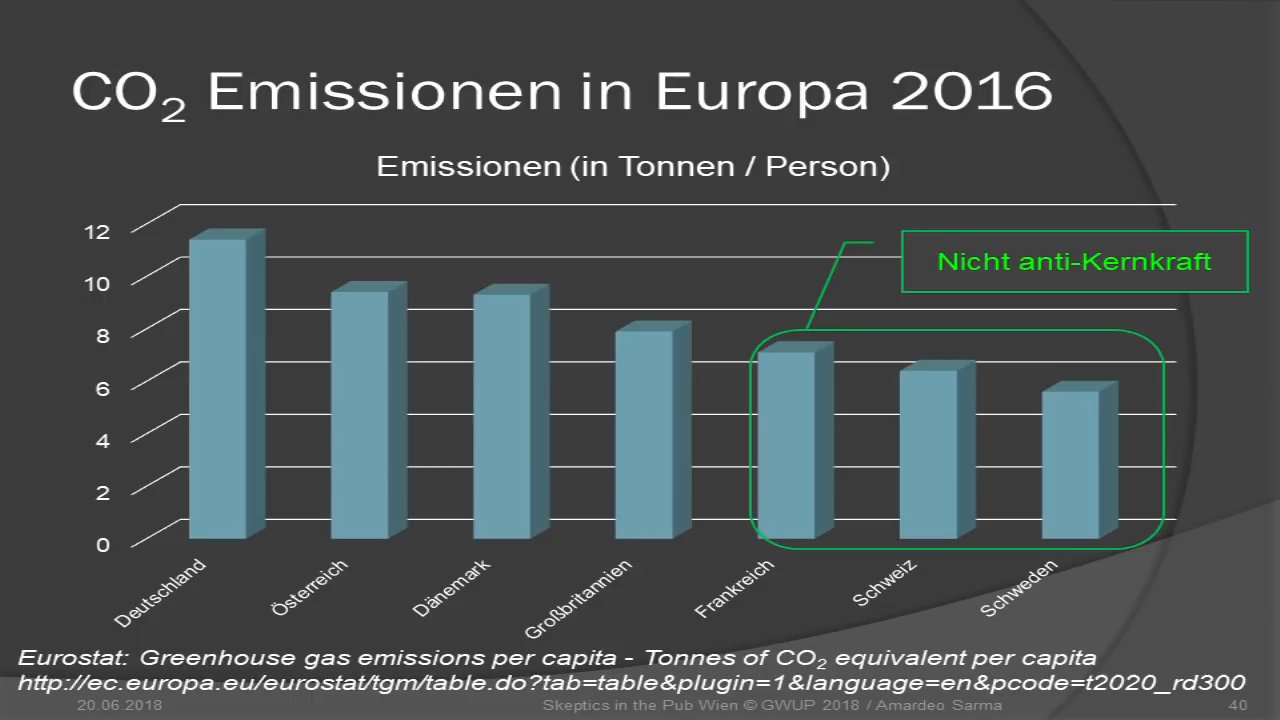 CO₂ Emissionen in Europa 2016
Emissionen (in Tonnen / Person)
12
10
8
6
4
2
0
Nicht anti-Kernkraft
Deutschland
Österreich
Dänemark
Großbritannien
Frankreich
Schweiz
Schweden
Eurostat: Greenhouse gas emissions per capita - Tonnes of CO₂ equivalent per capita
http://ec.europa.eu/eurostat/tgm/table.do?tab=table&plugin=1&language=en&pcode=t2020_rd300
20.06.2018 Skeptics in the Pub Wien © GWUP 2018 / Amardeo Sarma 40